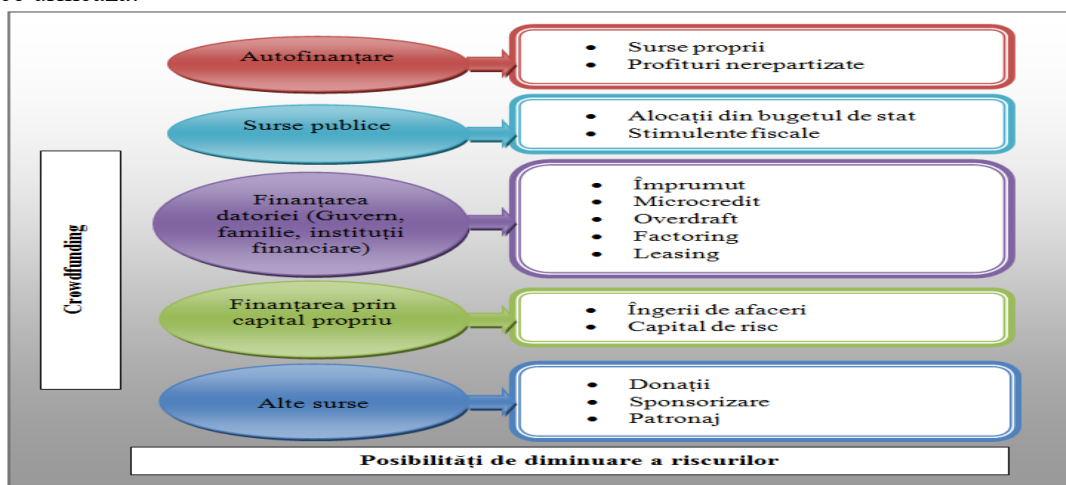 Autofinanțare
• Surse proprii
• Profituri nerepartizate
Surse publice
• Alocații din bugetul de stat
• Stimulente fiscale
Crowdfunding
Finanțarea
datoriei (Guvern,
familie, instituții
financiare)
• Împrumut
• Microcredit
• Overdraft
• Factoring
• Leasing
Finanțarea prin
capital propriu
• Îngerii de afaceri
• Capital de risc
Alte surse
• Donații
• Sponsorizare
• Patronaj
Posibilități de diminuare a riscurilor